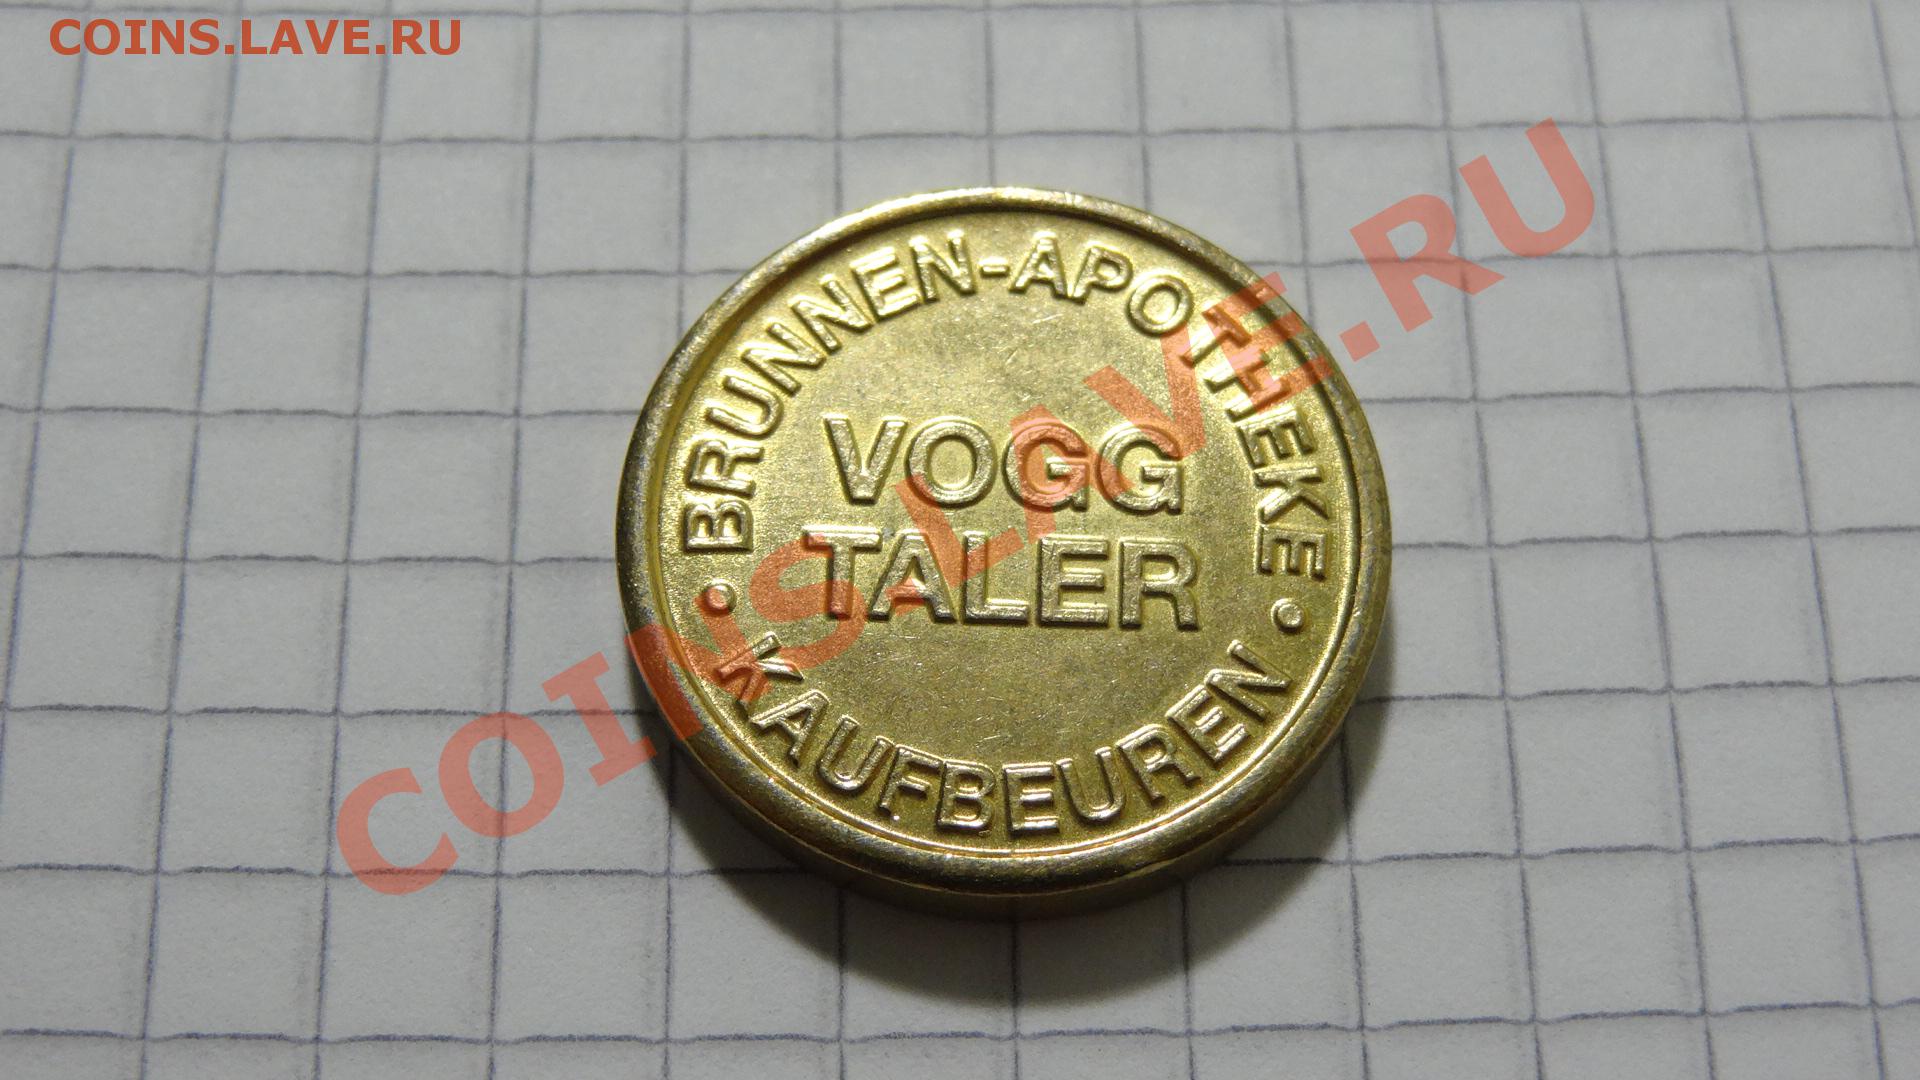 COINS.LAVE.RU
• BRUNNEN-APOTHEKE •
VOGG
TALER
KAUFBEUREN
COINS.LAVE.RU